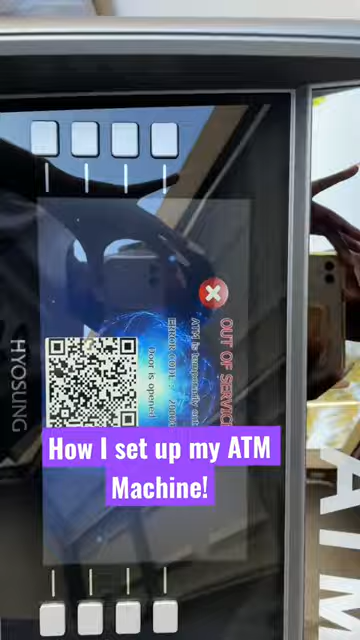 OUT OF SERVICE
ATM is temporarily out
ERROR CODE :
Door is opened
HYOSUNG
How I set up my ATM
Machine!
ATM